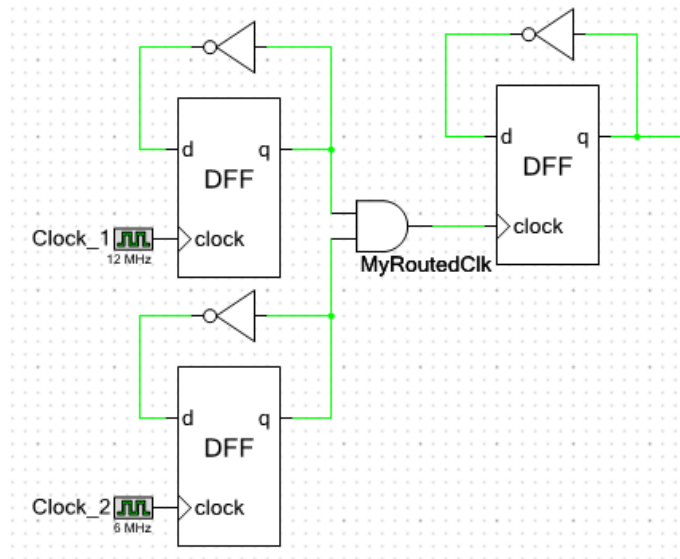 d q
DFF
Clock_1
12 MHz
clock
d q
DFF
clock
MyRoutedClk
d q
DFF
Clock_2
6 MHz
clock